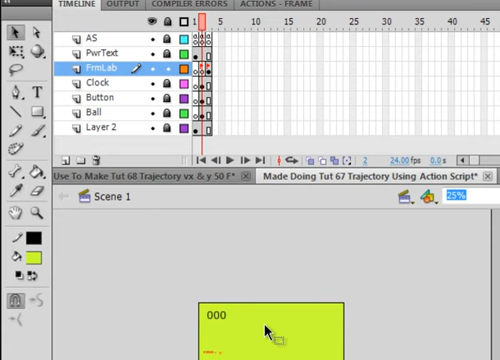 TIMELINE OUTPUT COMPILER ERRORS ACTIONS - FRAME
1 5 10 15 20 25 30 35 40 45
AS
PwrText
FrmLab
Clock
Button
Ball
Layer 2
2 24.00 fps 0.0 s
Use To Make Tut 68 Trajectory vx & y 50 F* Made Doing Tut 67 Trajectory Using Action Script*
Scene 1
25%
T
000